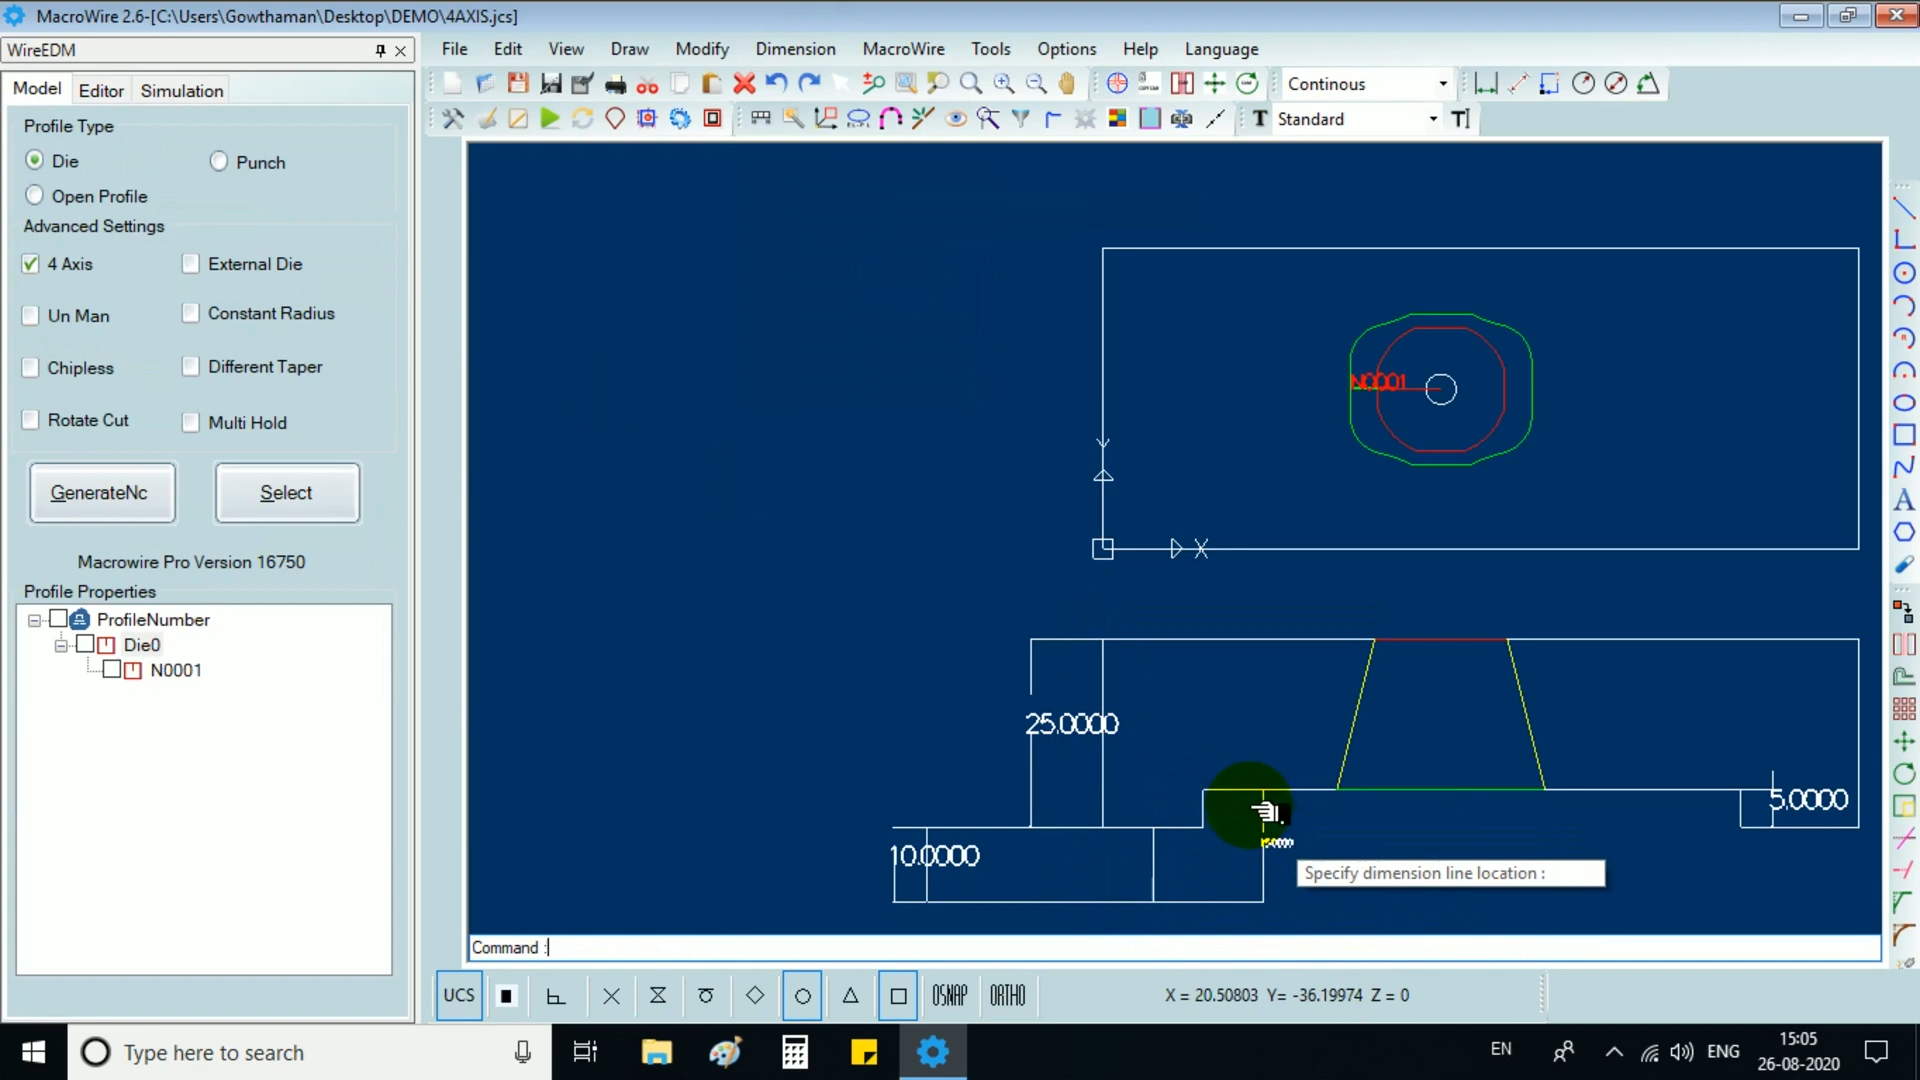 MacroWire 2.6-[C:\Users\Gowthaman\Desktop\DEMO\4AXIS.jcs]
WireEDM
File Edit View Draw Modify Dimension MacroWire Tools Options Help Language
Model Editor Simulation
Continous
T Standard
Profile Type
Die
Punch
Open Profile
Advanced Settings
4 Axis
External Die
Un Man
Constant Radius
Chipless
Different Taper
Rotate Cut
Multi Hold
GenerateNc
Select
Macrowire Pro Version 16750
Profile Properties
ProfileNumber
Die0
N0001
N0001
Y
X
25.0000
5.0000
10.0000
Specify dimension line location :
Command :
UCS
OSNAP
ORTHO
X = 20.50803 Y= -36.19974 Z = 0
Type here to search
EN
ENG
15:05
26-08-2020